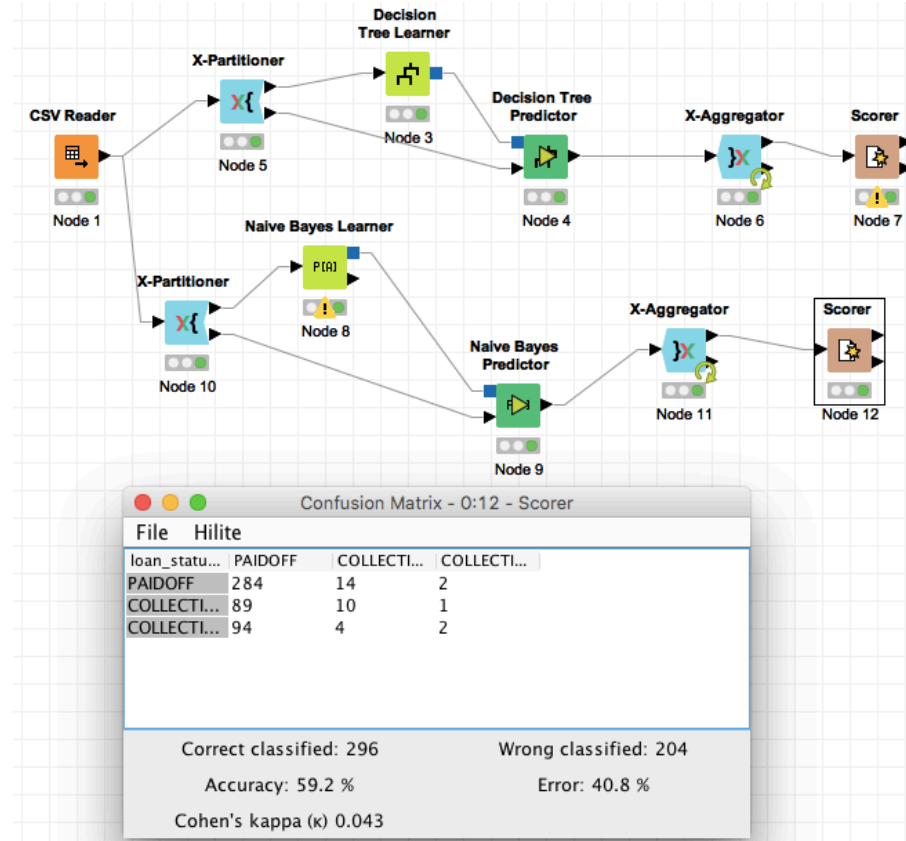 Decision
Tree Learner
X-Partitioner
Decision Tree
Predictor
X-Aggregator
Scorer
CSV Reader
X{
}X
Node 3
Node 5
Node 1
Node 4
Node 6
Node 7
Naive Bayes Learner
P[A]
X-Partitioner
X{
Node 8
X-Aggregator
Scorer
Naive Bayes
Predictor
}X
Node 10
Node 11
Node 12
Node 9
Confusion Matrix - 0:12 - Scorer
File Hilite
loan_statu... PAIDOFF COLLECTI... COLLECTI...
PAIDOFF 284 14 2
COLLECTI... 89 10 1
COLLECTI... 94 4 2
Correct classified: 296 Wrong classified: 204
Accuracy: 59.2 % Error: 40.8 %
Cohen's kappa (κ) 0.043